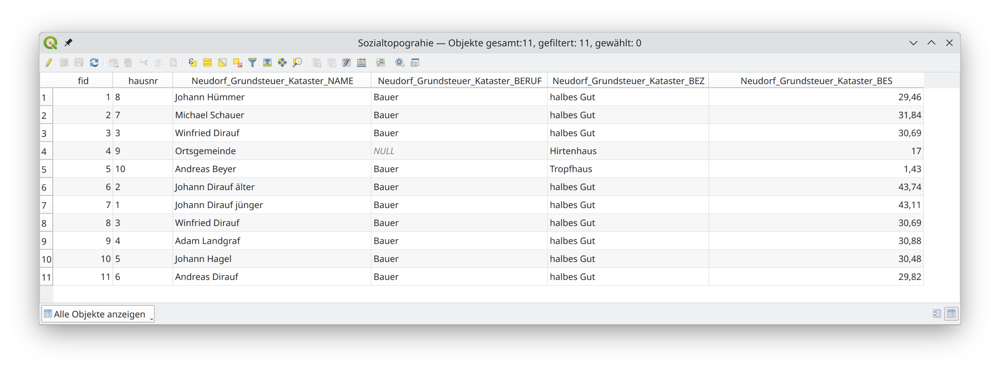 Sozialtopograhie — Objekte gesamt:11, gefiltert: 11, gewählt: 0
fid hausnr Neudorf_Grundsteuer_Kataster_NAME Neudorf_Grundsteuer_Kataster_BERUF Neudorf_Grundsteuer_Kataster_BEZ Neudorf_Grundsteuer_Kataster_BES
1 1 8 Johann Hümmer Bauer halbes Gut 29,46
2 2 7 Michael Schauer Bauer halbes Gut 31,84
3 3 3 Winfried Dirauf Bauer halbes Gut 30,69
4 4 9 Ortsgemeinde NULL Hirtenhaus 17
5 5 10 Andreas Beyer Bauer Tropfhaus 1,43
6 6 2 Johann Dirauf älter Bauer halbes Gut 43,74
7 7 1 Johann Dirauf jünger Bauer halbes Gut 43,11
8 8 3 Winfried Dirauf Bauer halbes Gut 30,69
9 9 4 Adam Landgraf Bauer halbes Gut 30,88
10 10 5 Johann Hagel Bauer halbes Gut 30,48
11 11 6 Andreas Dirauf Bauer halbes Gut 29,82
Alle Objekte anzeigen